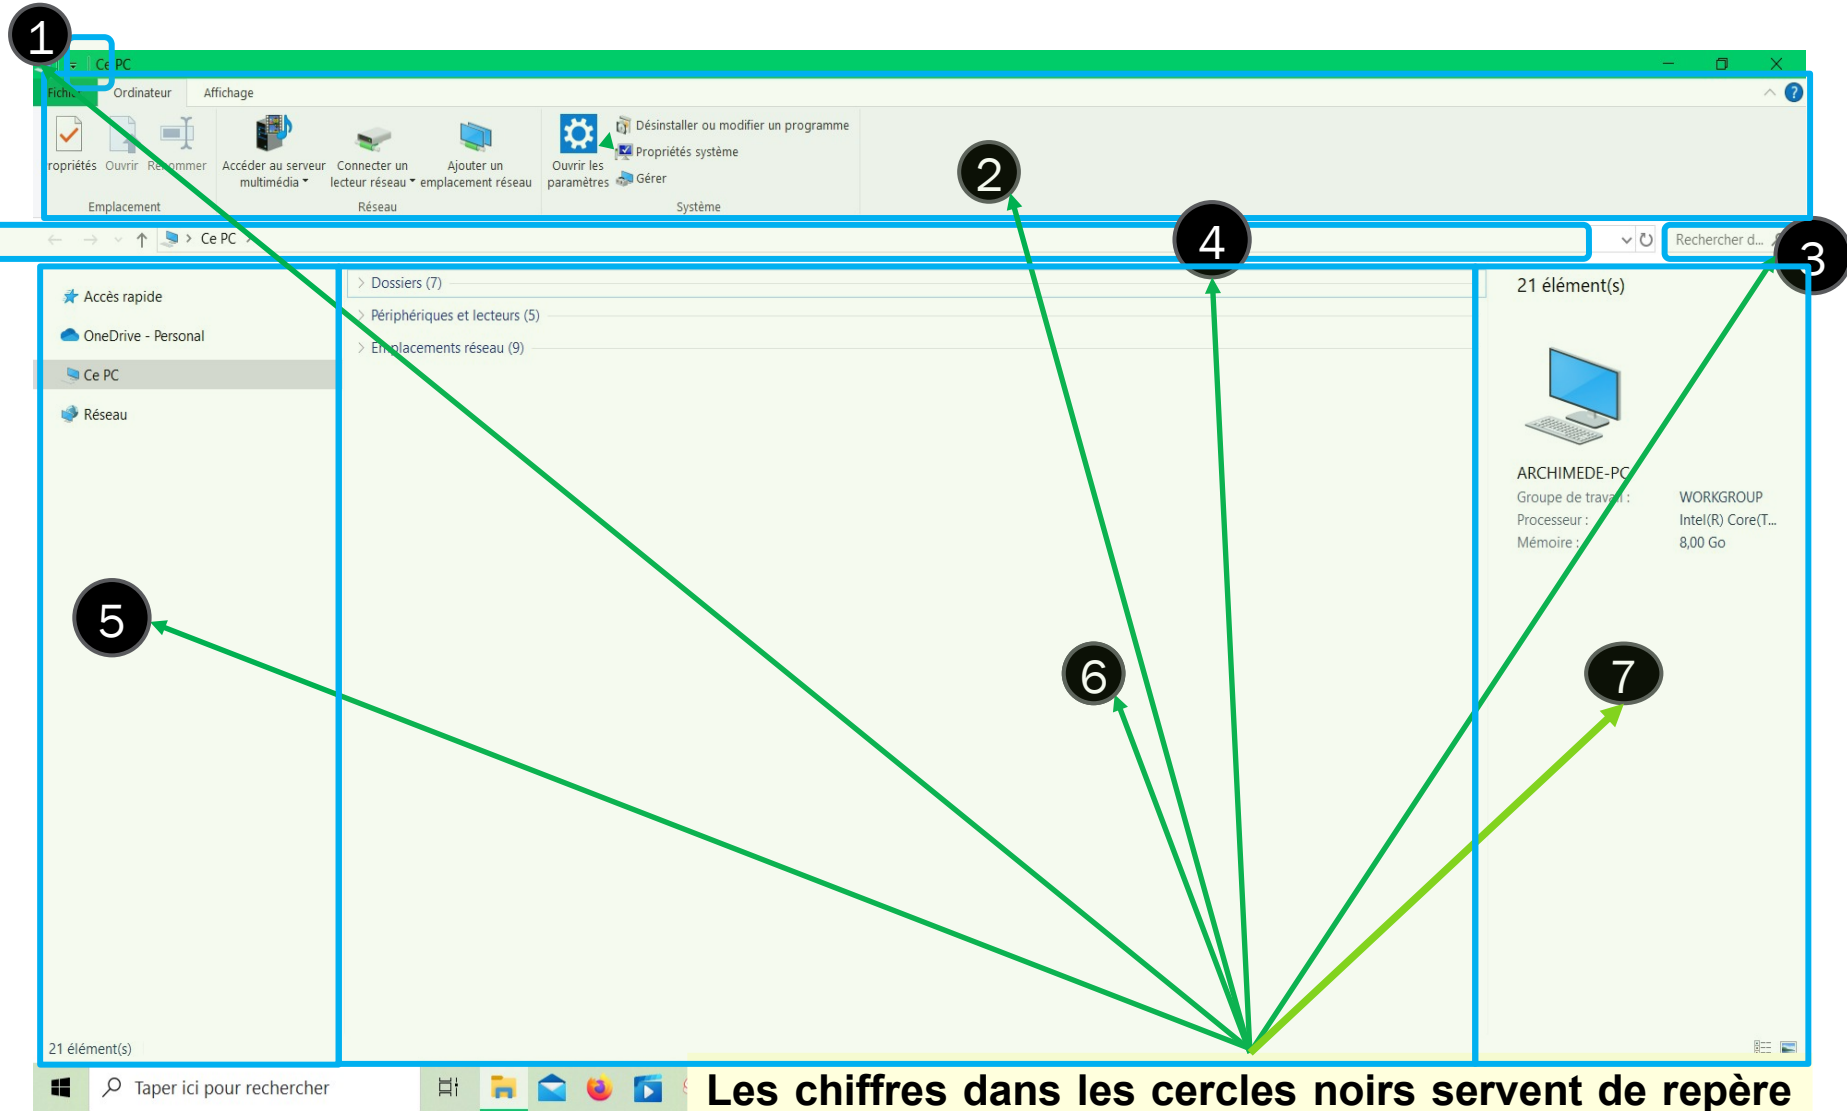 1
Ce PC
Fichier Ordinateur Affichage
Désinstaller ou modifier un programme
Propriétés système
Gérer
ropriétés Ouvrir Renommer Accéder au serveur Connecter un Ajouter un Ouvrir les
multimédia lecteur réseau emplacement réseau paramètres
Emplacement Réseau Système
2
Ce PC
4
Rechercher d...
3
Accès rapide
OneDrive - Personal
Ce PC
Réseau
Dossiers (7)
Périphériques et lecteurs (5)
Emplacements réseau (9)
21 élément(s)
ARCHIMEDE-PC
Groupe de travail : WORKGROUP
Processeur : Intel(R) Core(T...
Mémoire : 8,00 Go
5
6
7
21 élément(s)
Taper ici pour rechercher
Les chiffres dans les cercles noirs servent de repère